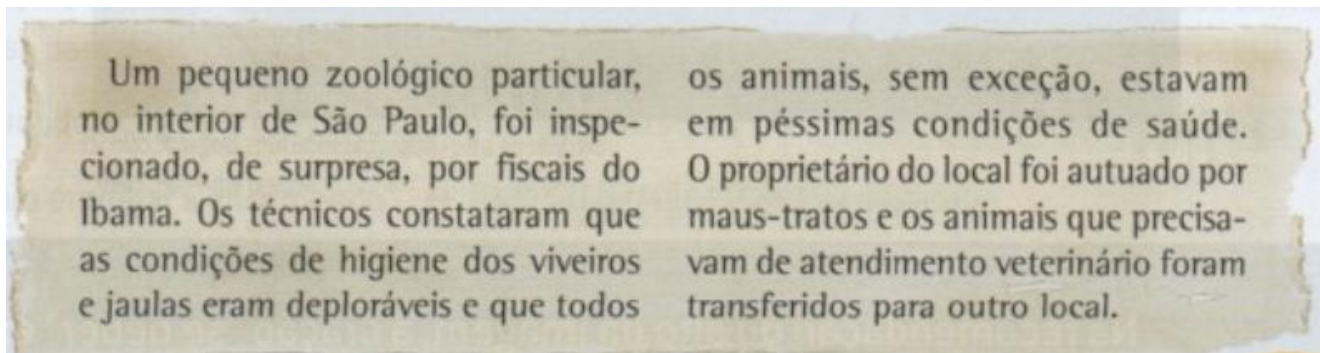 Um pequeno zoológico particular,
no interior de São Paulo, foi inspe-
cionado, de surpresa, por fiscais do
Ibama. Os técnicos constataram que
as condições de higiene dos viveiros
e jaulas eram deploráveis e que todos
os animais, sem exceção, estavam
em péssimas condições de saúde.
O proprietário do local foi autuado por
maus-tratos e os animais que precisa-
vam de atendimento veterinário foram
transferidos para outro local.